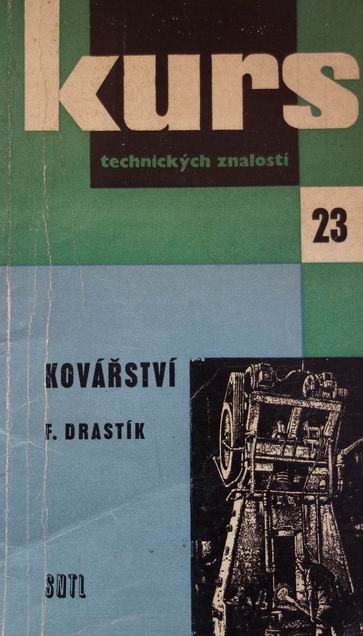 kurs
technických znalostí
23
KOVÁŘSTVÍ
F. DRASTÍK
SNTL